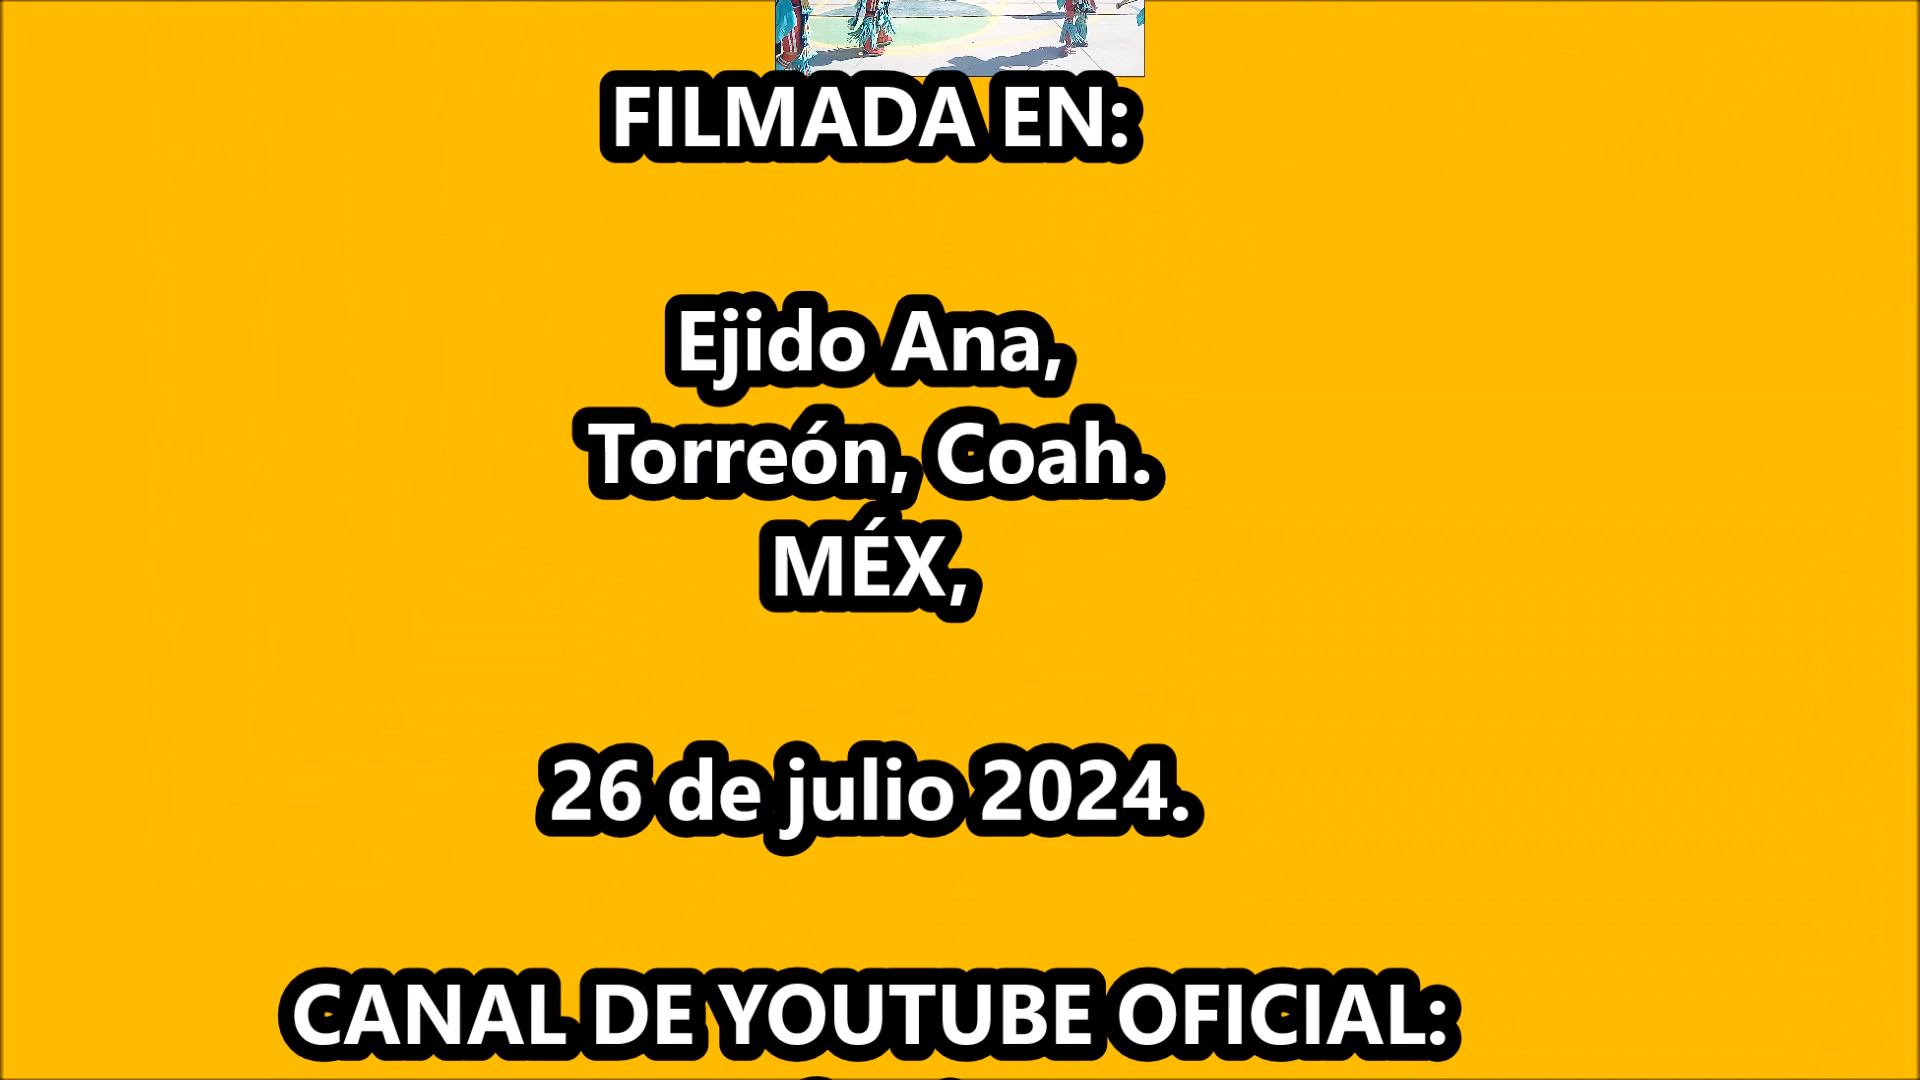 FILMADA EN:
Ejido Ana,
Torreón, Coah.
MÉX,
26 de julio 2024.
CANAL DE YOUTUBE OFICIAL: